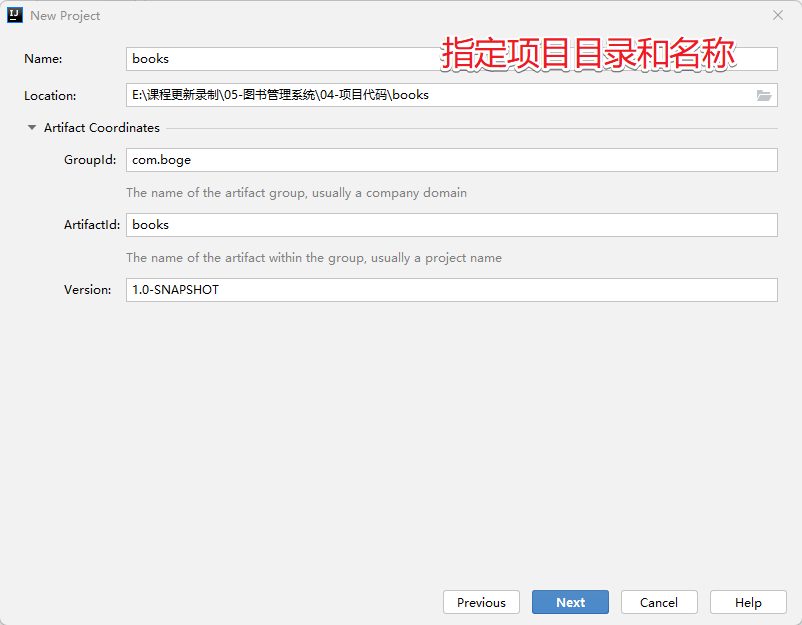 New Project
指定项目目录和名称
Name: books
Location: E:\课程更新录制\05-图书管理系统\04-项目代码\books
Artifact Coordinates
GroupId: com.boge
The name of the artifact group, usually a company domain
ArtifactId: books
The name of the artifact within the group, usually a project name
Version: 1.0-SNAPSHOT
Previous Next Cancel Help